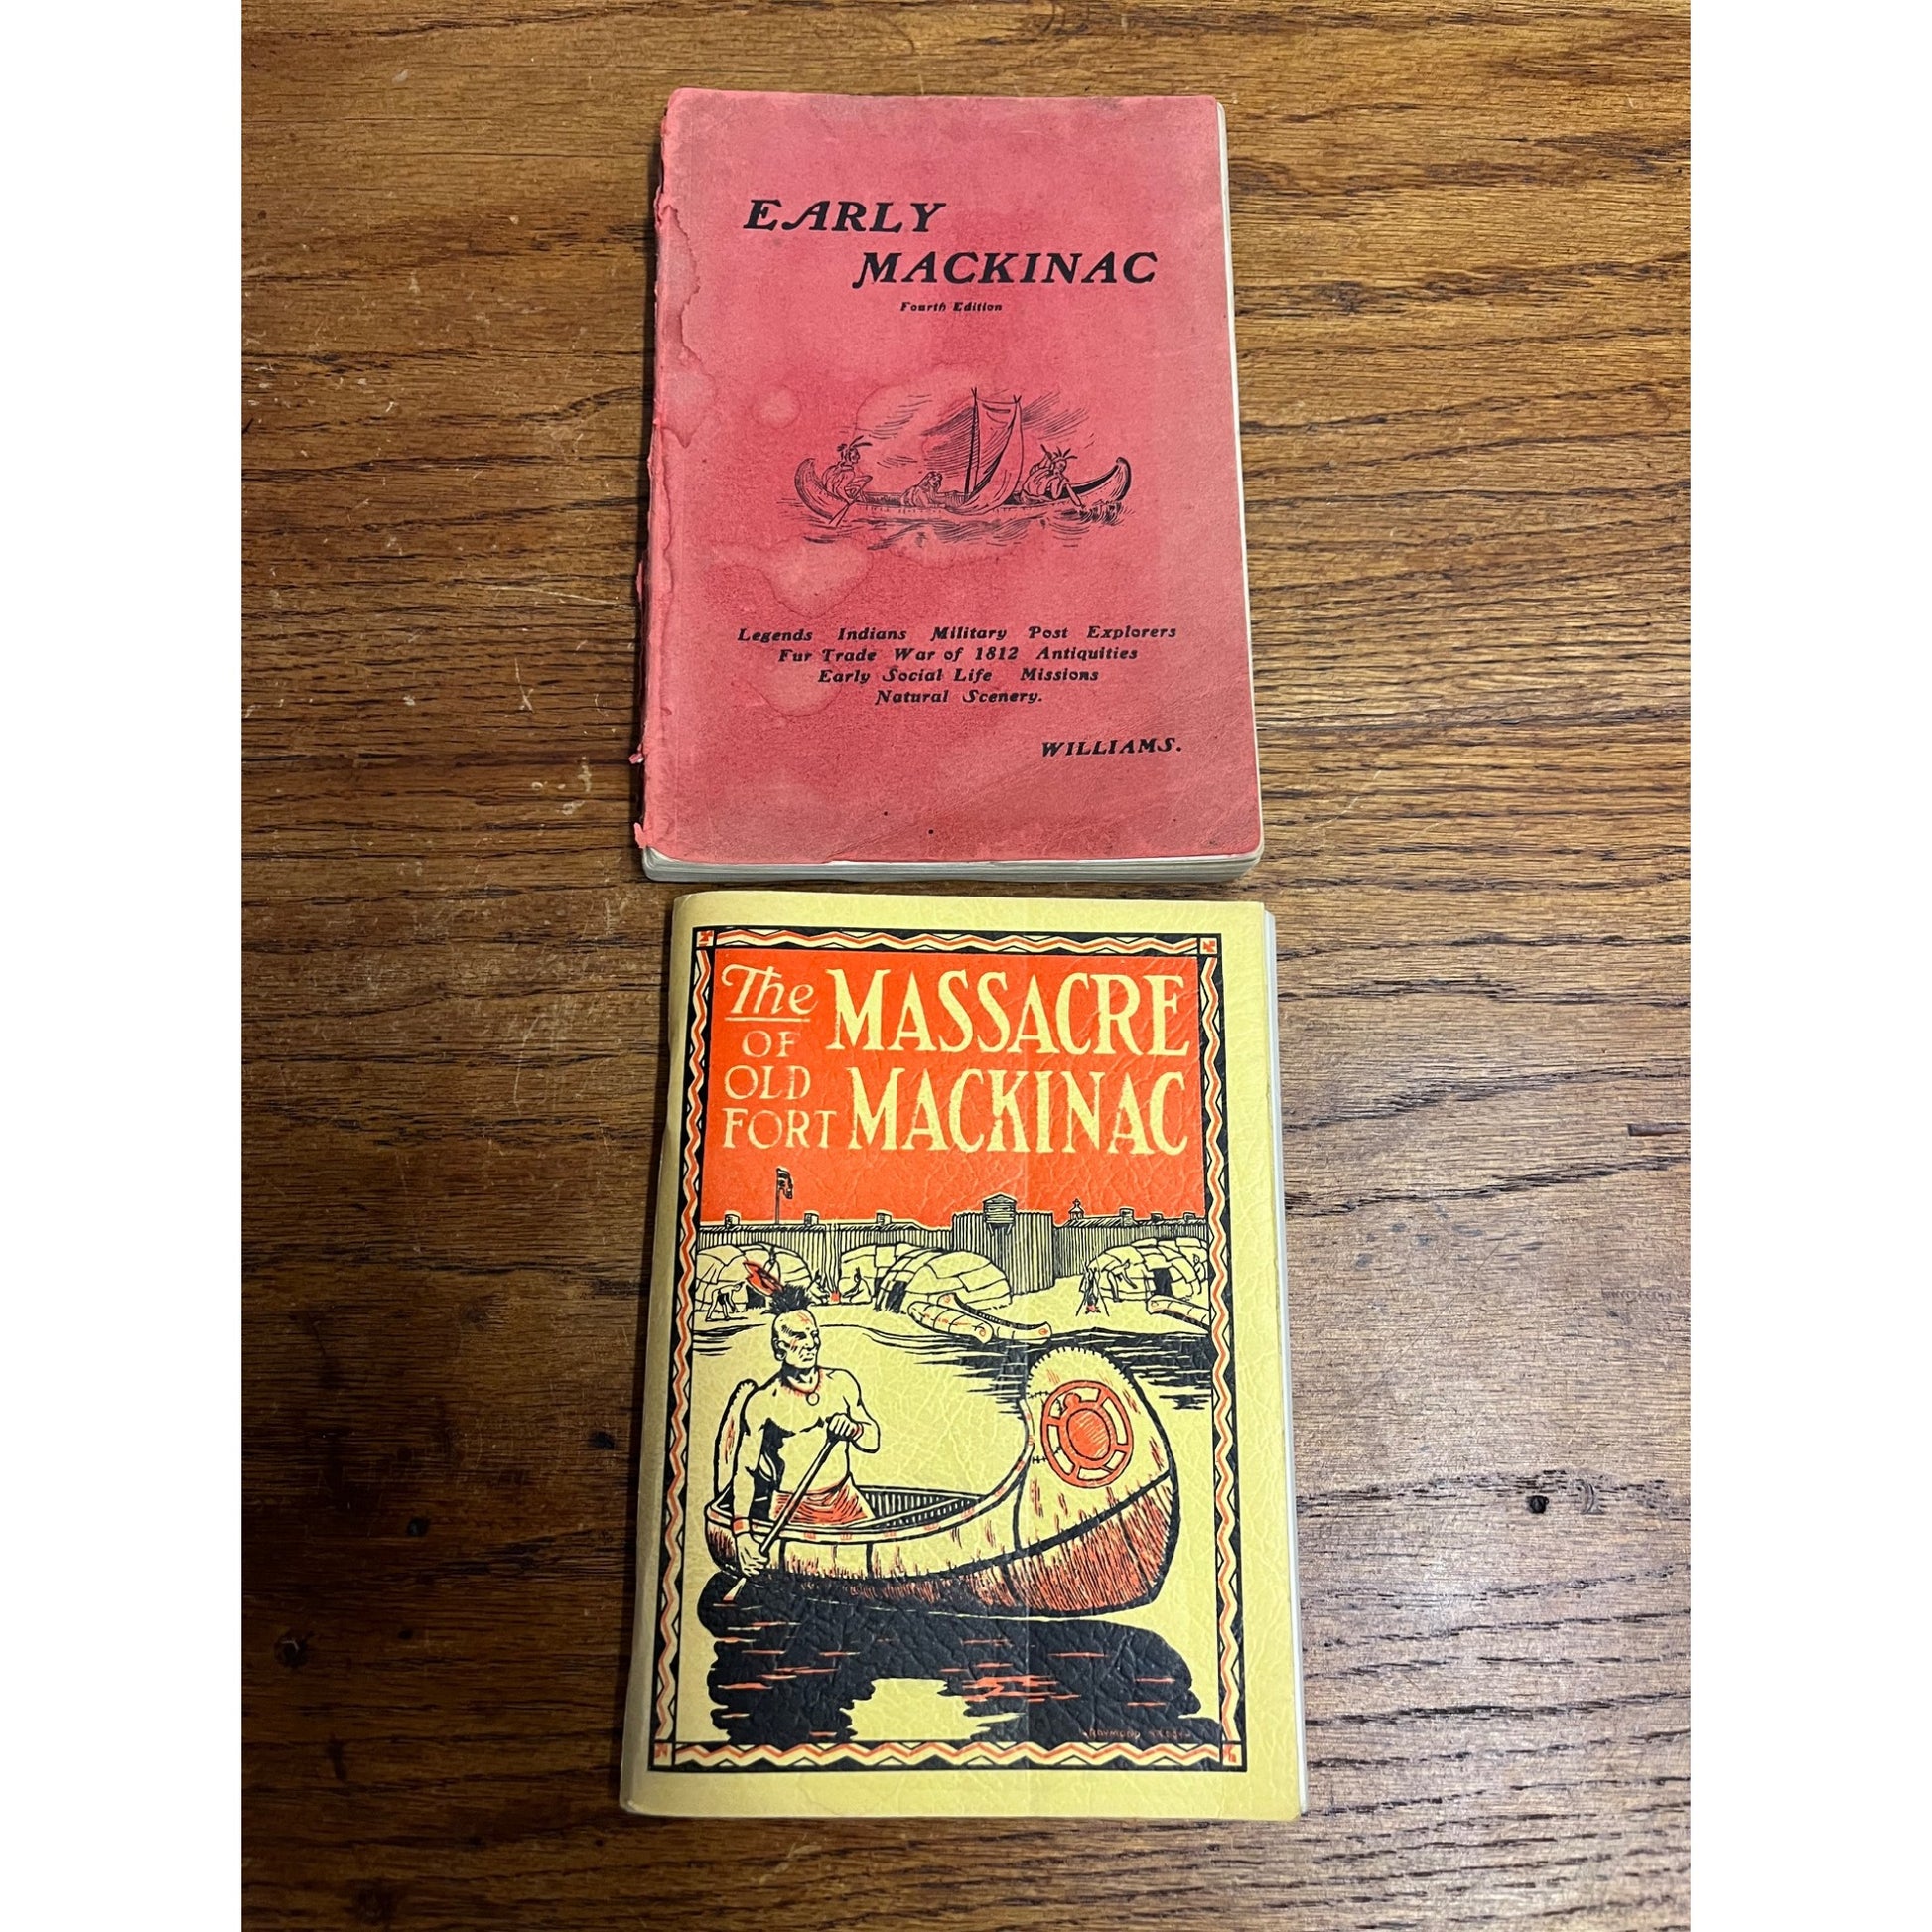 EARLY
MACKINAC
Fourth Edition
Legends Indians Military Post Explorers
Fur Trade War of 1812 Antiquities
Early Social Life Missions
Natural Scenery.
WILLIAMS.
The MASSACRE
OF
OLD
FORT MACKINAC
RAYMOND